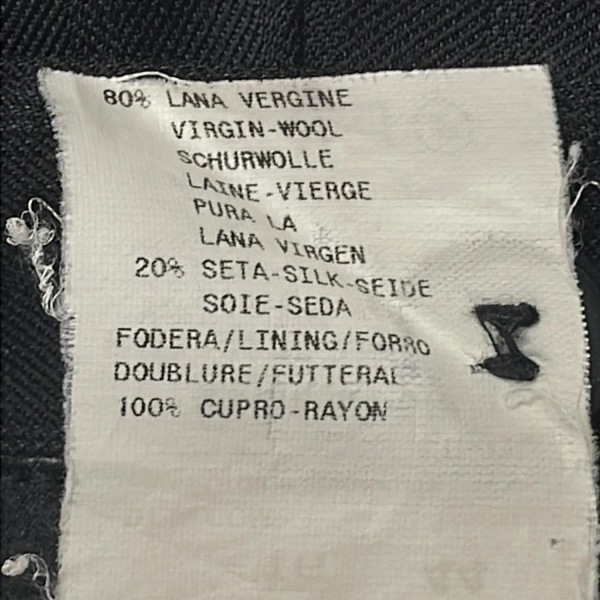 80% LANA VERGINE
VIRGIN-WOOL
SCHURWOLLE
LAINE-VIERGE
PURA LA
LANA VIRGEN
20% SETA-SILK-SEIDE
SOIE-SEDA
FODERA/LINING/FORRO
DOUBLURE/FUTTERAL
100% CUPRO-RAYON